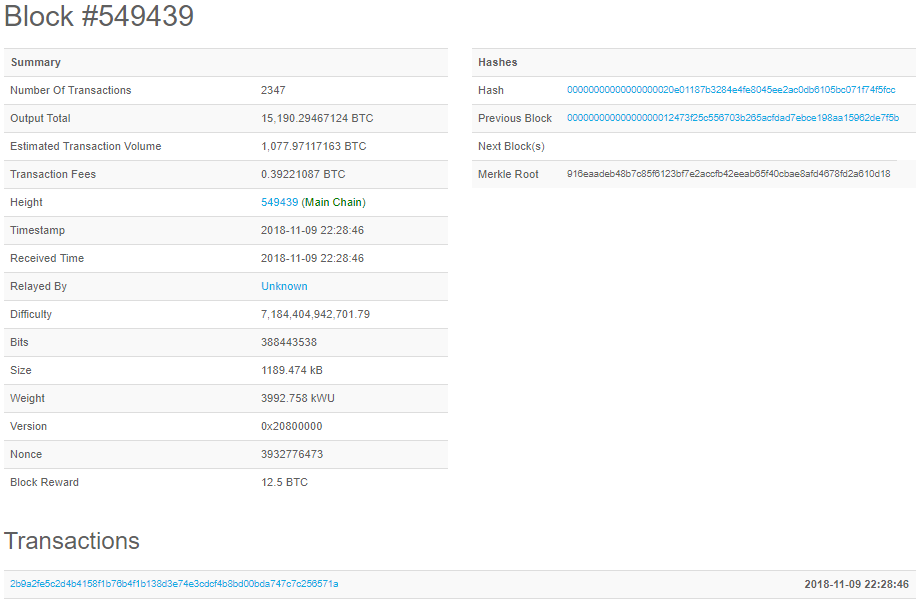 Block #549439
Summary
Number Of Transactions 2347
Output Total 15,190.29467124 BTC
Estimated Transaction Volume 1,077.97117163 BTC
Transaction Fees 0.39221087 BTC
Height 549439 (Main Chain)
Timestamp 2018-11-09 22:28:46
Received Time 2018-11-09 22:28:46
Relayed By Unknown
Difficulty 7,184,404,942,701.79
Bits 388443538
Size 1189.474 kB
Weight 3992.758 kWU
Version 0x20800000
Nonce 3932776473
Block Reward 12.5 BTC
Hashes
Hash 00000000000000000020e01187b3284e4fe8045ee2ac0db6105bc071f74f5fcc
Previous Block 00000000000000000012473f25c556703b265acfdad7ebce198aa15962de7f5b
Next Block(s)
Merkle Root 916eaadeb48b7c85f6123bf7e2accfb42eeab65f40cbae8afd4678fd2a610d18
Transactions
2b9a2fe5c2d4b4158f1b76b4f1b138d3e74e3cdcf4b8bd00bda747c7c256571a 2018-11-09 22:28:46